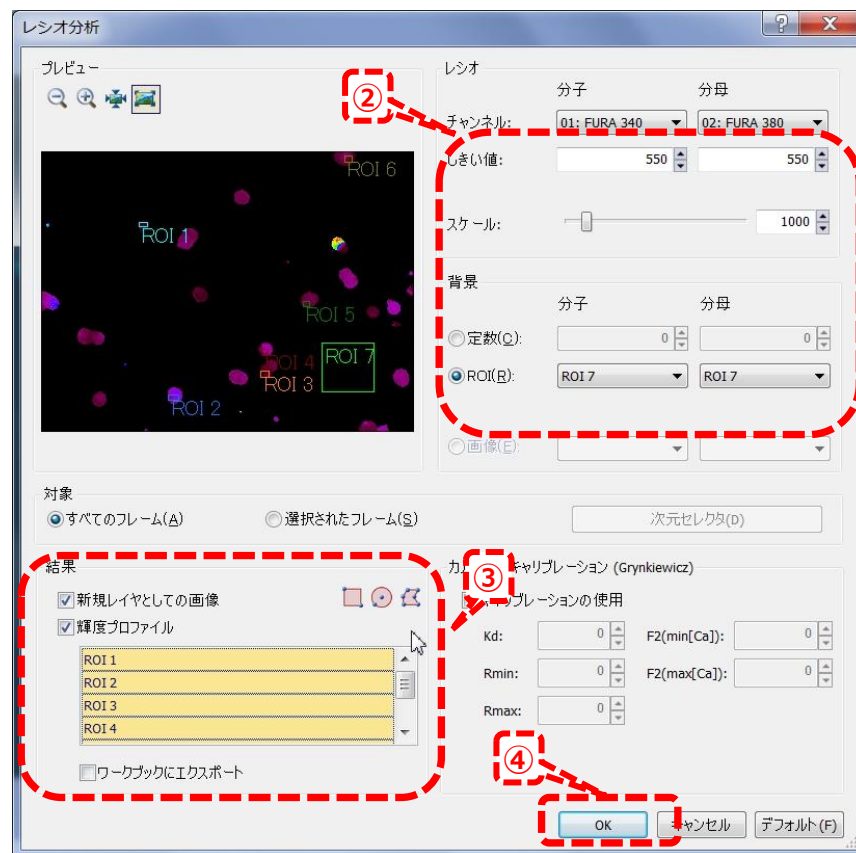 レシオ分析
プレビュー
ROI 6
ROI 1
ROI 5
ROI 4
ROI 7
ROI 3
ROI 2
②
レシオ
分子 分母
チャンネル: 01: FURA 340 02: FURA 380
しきい値: 550 550
スケール: 1000
背景
分子 分母
定数(C): 0 0
ROI(R): ROI 7 ROI 7
画像(E):
対象
すべてのフレーム(A) 選択されたフレーム(S) 次元セレクタ(D)
結果
新規レイヤとしての画像
輝度プロファイル
ROI 1
ROI 2
ROI 3
ROI 4
ワークブックにエクスポート
③
キャリブレーション (Grynkiewicz)
キャリブレーションの使用
Kd: 0 F2(min[Ca]): 0
Rmin: 0 F2(max[Ca]): 0
Rmax: 0
④
OK キャンセル デフォルト(F)